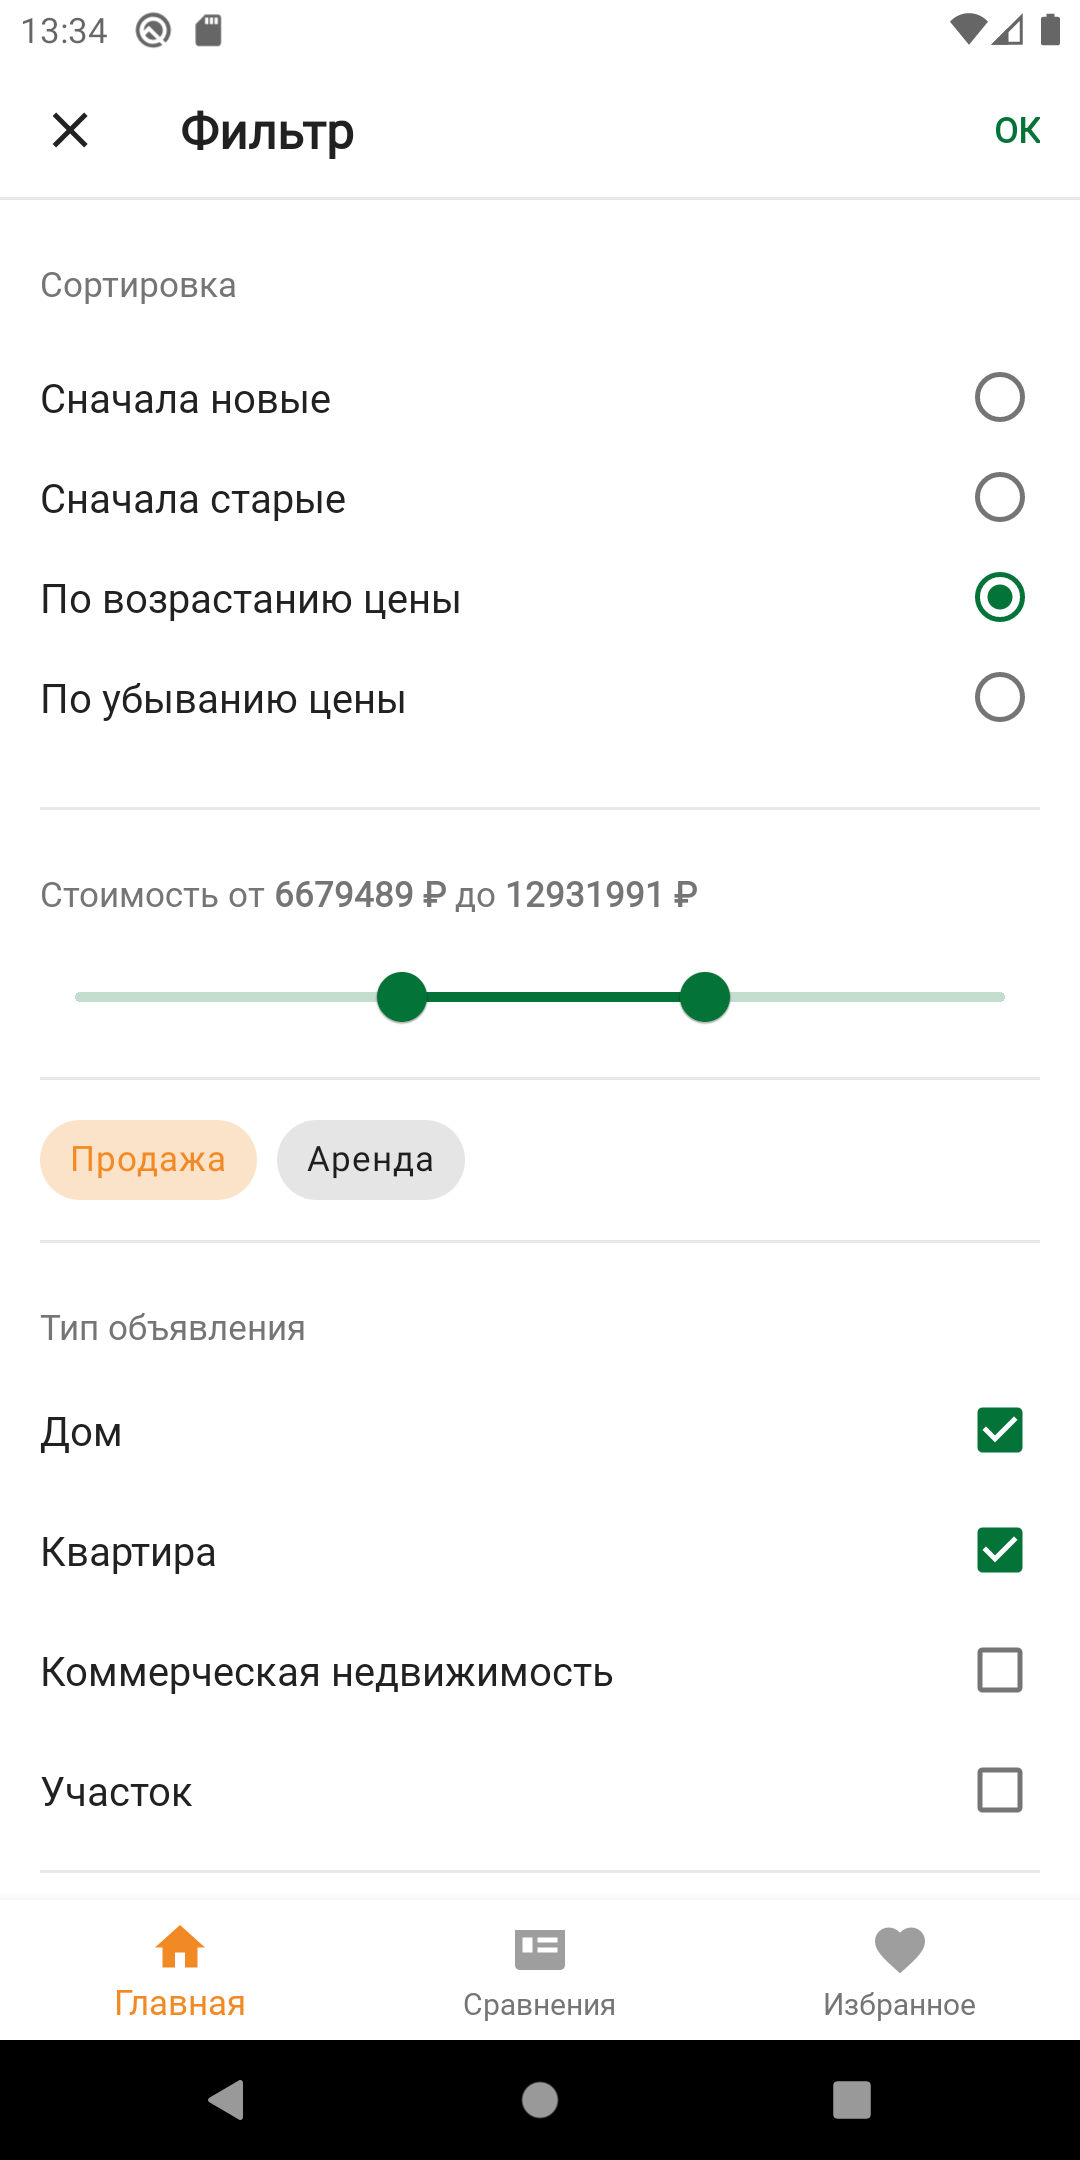 13:34
Фильтр
ОК
Сортировка
Сначала новые
Сначала старые
По возрастанию цены
По убыванию цены
Стоимость от 6679489 ₽ до 12931991 ₽
Продажа Аренда
Тип объявления
Дом
Квартира
Коммерческая недвижимость
Участок
Главная Сравнения Избранное